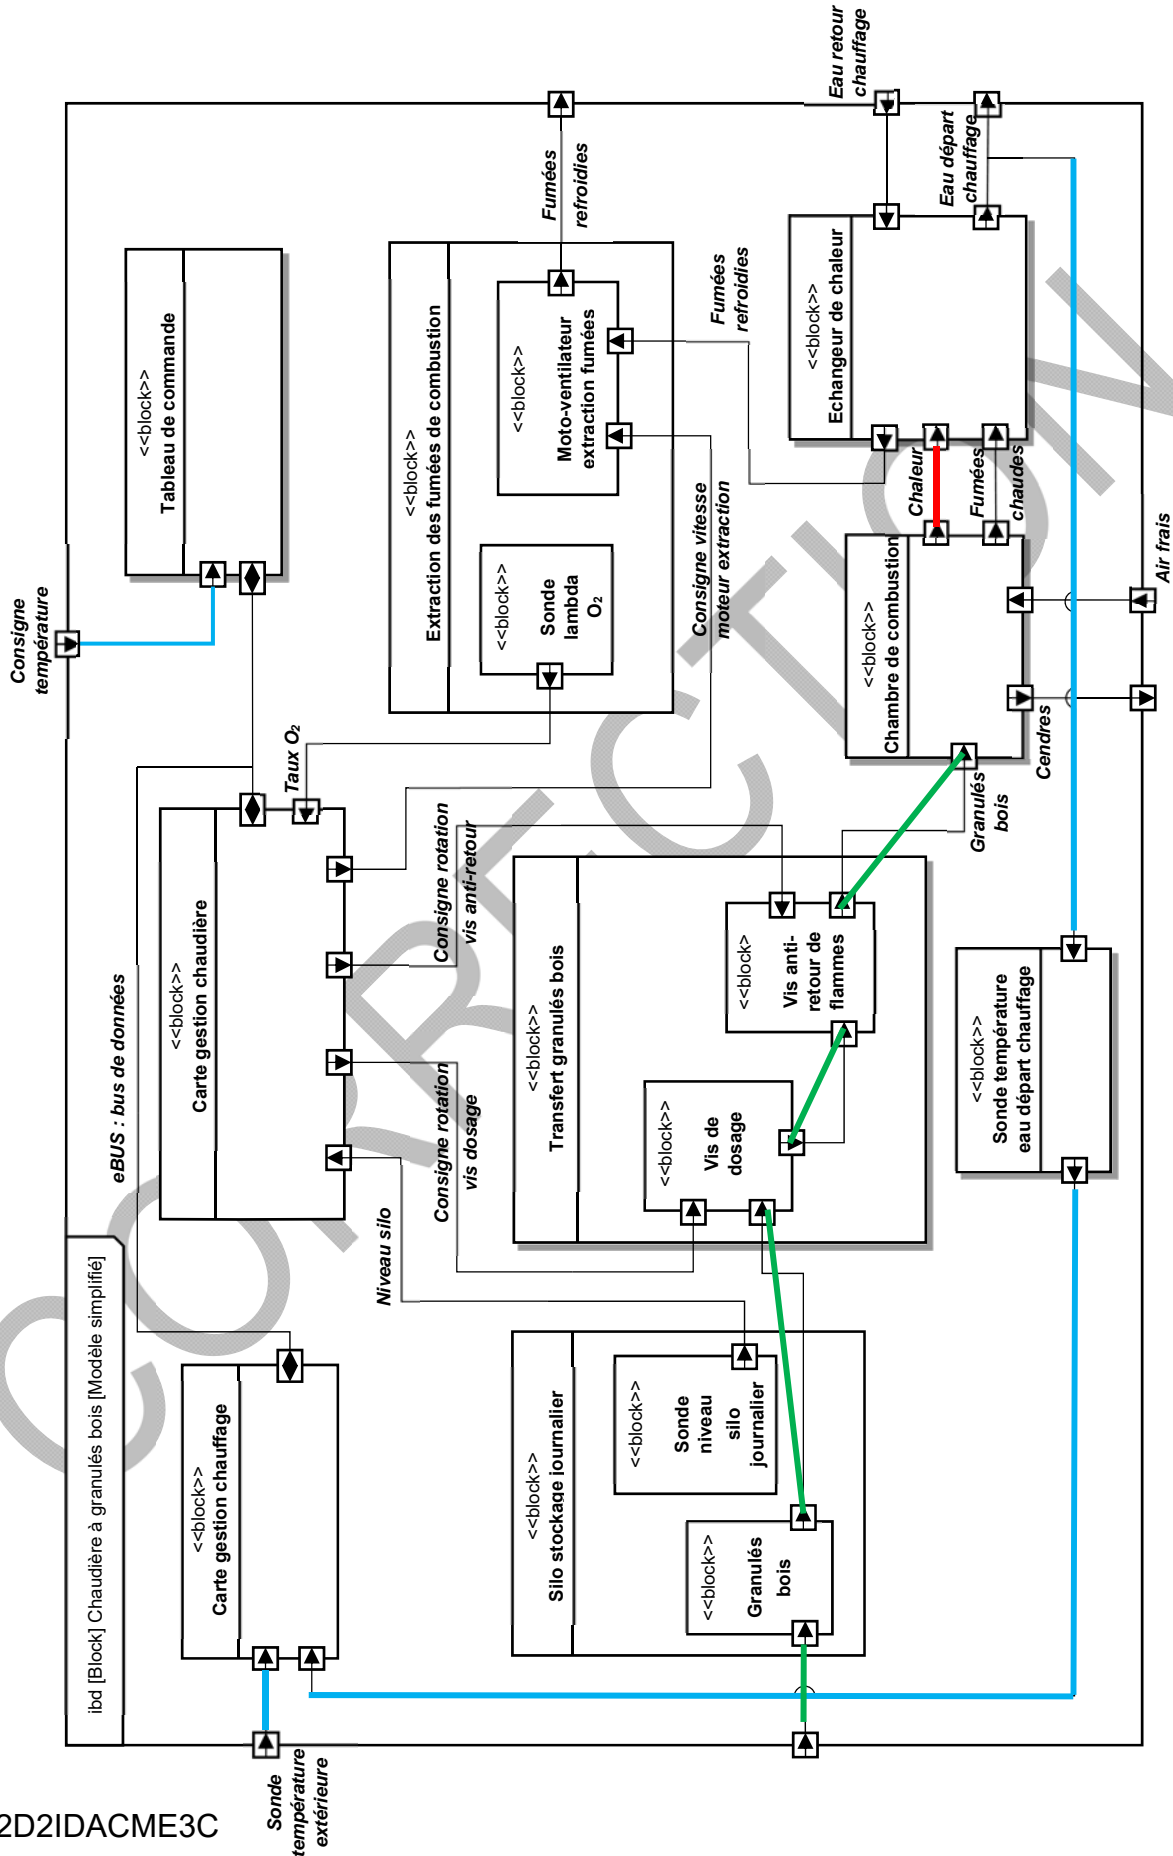 ibd [Block] Chaudière à granulés bois [Modèle simplifié]
Consigne
température
<<block>>
Tableau de commande
eBUS : bus de données
<<block>>
Carte gestion chaudière
<<block>>
Carte gestion chauffage
Sonde
température
extérieure
Taux O₂
Niveau silo
Consigne rotation
vis dosage
Consigne rotation
vis anti-retour
Consigne vitesse
moteur extraction
<<block>>
Extraction des fumées de combustion
<<block>>
Sonde
lambda
O₂
<<block>>
Moto-ventilateur
extraction fumées
Fumées
refroidies
Fumées
refroidies
<<block>>
Silo stockage journalier
<<block>>
Sonde
niveau
silo
journalier
<<block>>
Granulés
bois
<<block>>
Transfert granulés bois
<<block>>
Vis de
dosage
<<block>
Vis anti-
retour de
flammes
Granulés
bois
<<block>>
Chambre de combustion
Cendres
Air frais
Chaleur
Fumées
chaudes
<<block>>
Echangeur de chaleur
Eau retour
chauffage
Eau départ
chauffage
<<block>>
Sonde température
eau départ chauffage
CORRECTION
2D2IDACME3C